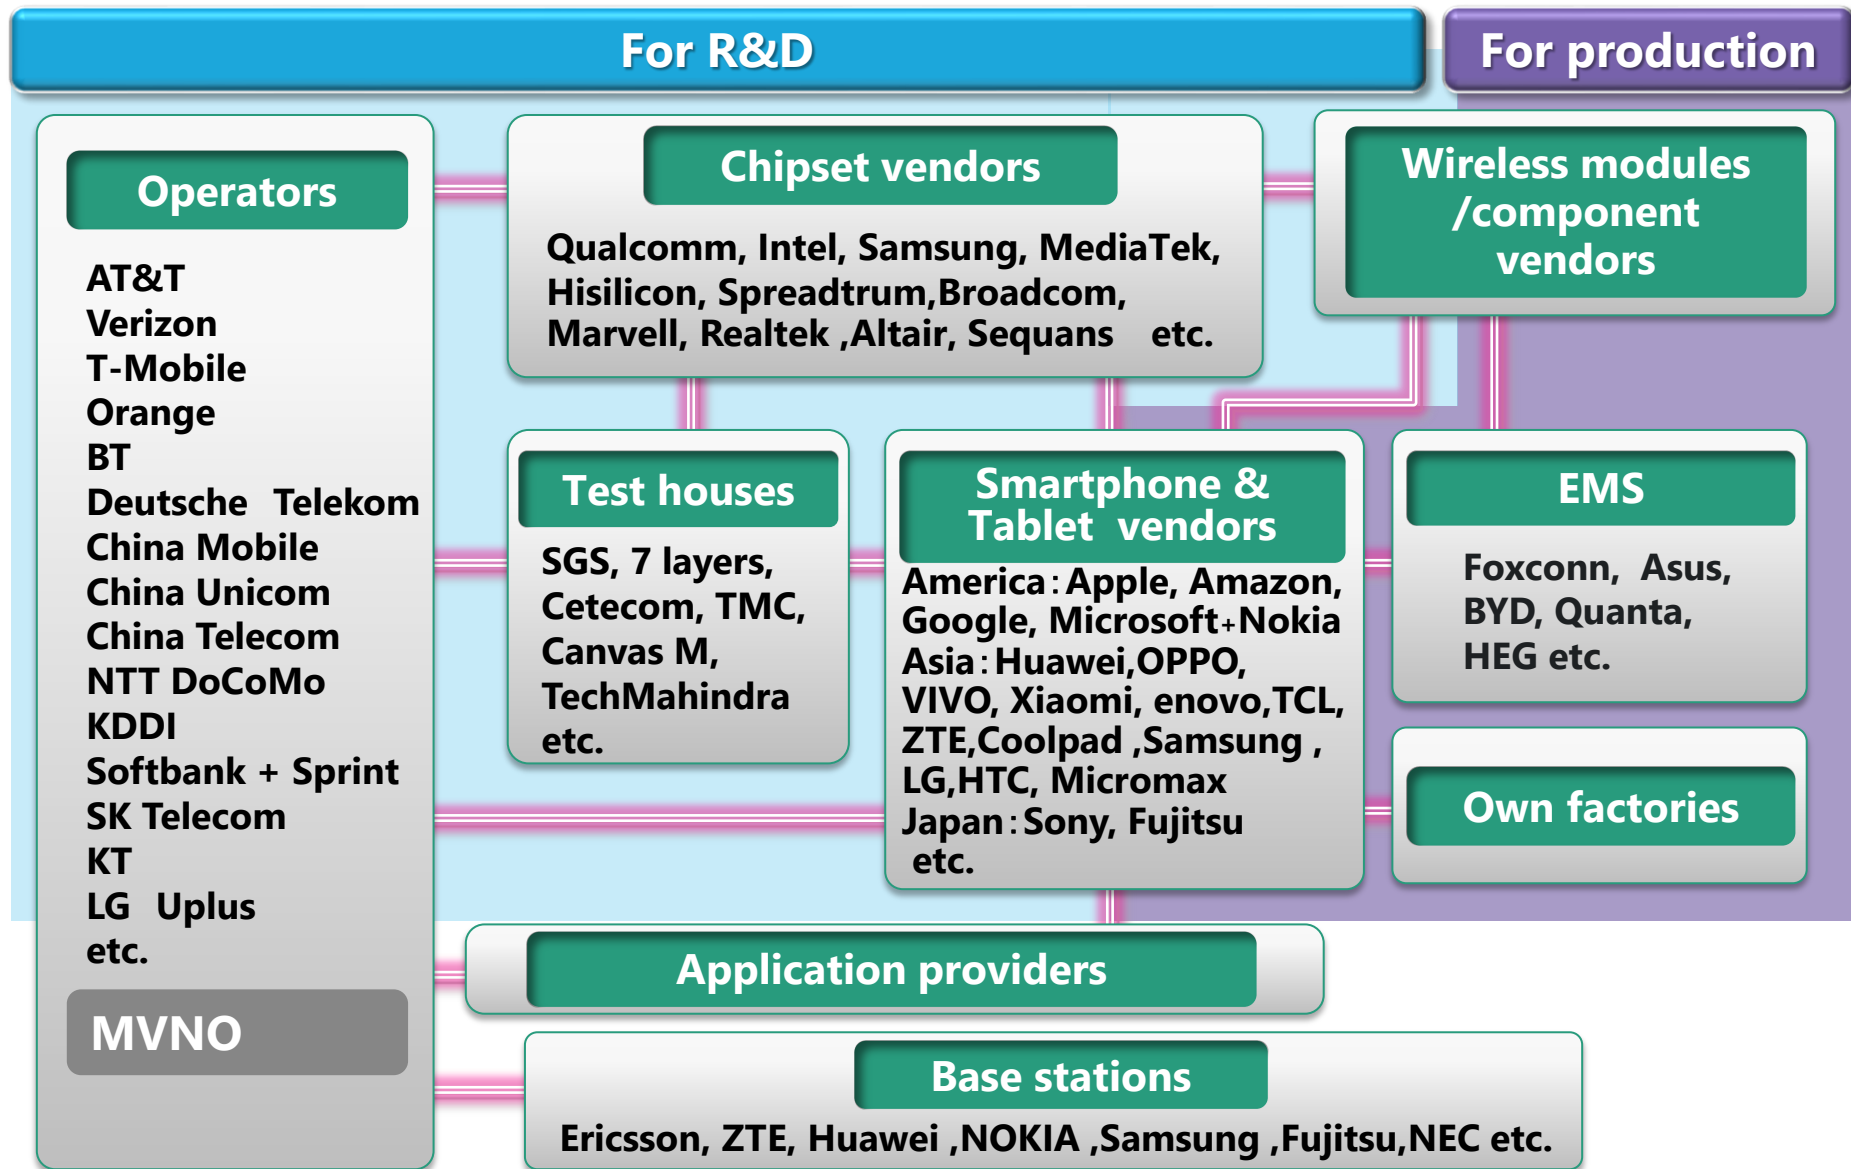 For R&D
For production
Operators
AT&T
Verizon
T-Mobile
Orange
BT
Deutsche Telekom
China Mobile
China Unicom
China Telecom
NTT DoCoMo
KDDI
Softbank + Sprint
SK Telecom
KT
LG Uplus
etc.
MVNO
Chipset vendors
Qualcomm, Intel, Samsung, MediaTek,
Hisilicon, Spreadtrum,Broadcom,
Marvell, Realtek ,Altair, Sequans etc.
Wireless modules
/component
vendors
Test houses
SGS, 7 layers,
Cetecom, TMC,
Canvas M,
TechMahindra
etc.
Smartphone &
Tablet vendors
America:Apple, Amazon,
Google, Microsoft+Nokia
Asia:Huawei,OPPO,
VIVO, Xiaomi, enovo,TCL,
ZTE,Coolpad ,Samsung ,
LG,HTC, Micromax
Japan:Sony, Fujitsu
etc.
EMS
Foxconn, Asus,
BYD, Quanta,
HEG etc.
Own factories
Application providers
Base stations
Ericsson, ZTE, Huawei ,NOKIA ,Samsung ,Fujitsu,NEC etc.